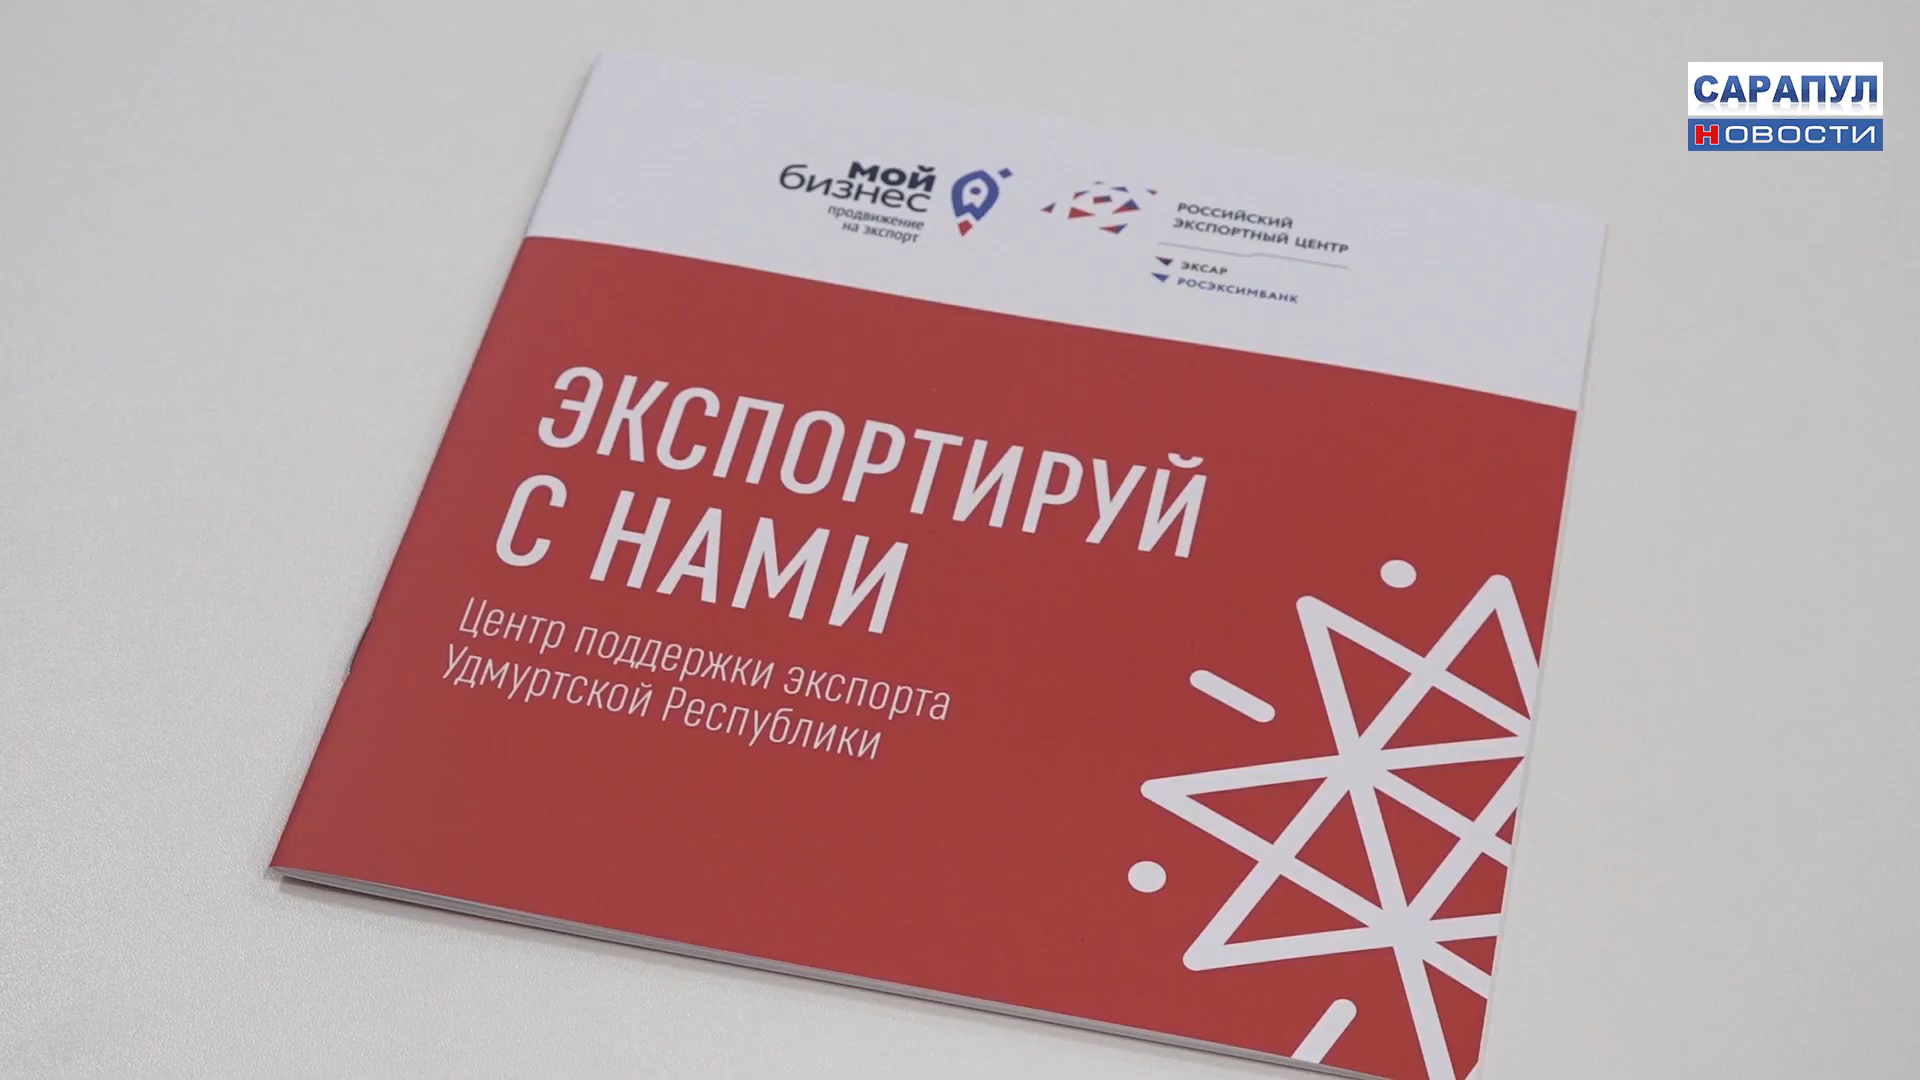 САРАПУЛ
НОВОСТИ
мой
бизнес
продвижение
на экспорт
РОССИЙСКИЙ
ЭКСПОРТНЫЙ ЦЕНТР
ЭКСАР
РОСЭКСИМБАНК
ЭКСПОРТИРУЙ
С НАМИ
Центр поддержки экспорта
Удмуртской Республики